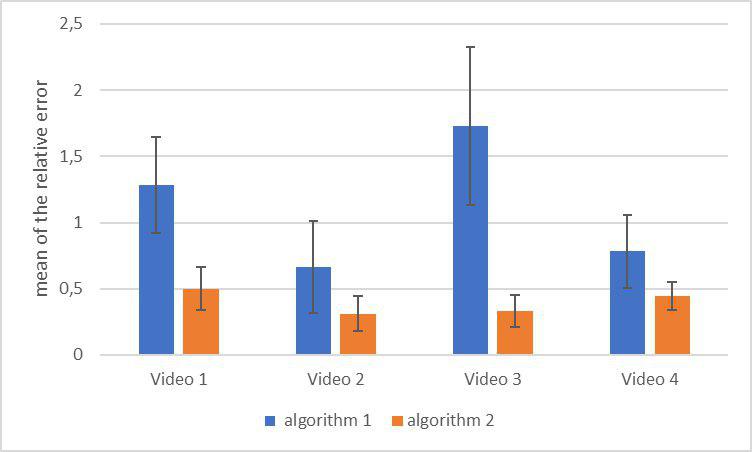 2,5
2
1,5
1
0,5
0
mean of the relative error
Video 1
Video 2
Video 3
Video 4
algorithm 1
algorithm 2